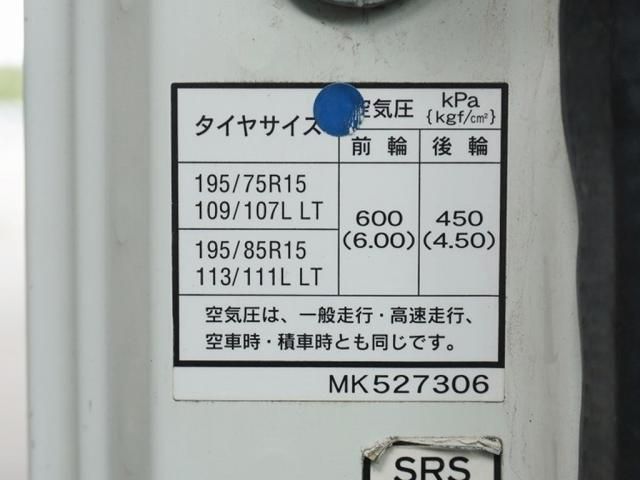 タイヤサイズ
空気圧 kPa
{kgf/cm²}
前輪 後輪
195/75R15
109/107L LT
600 450
(6.00) (4.50)
195/85R15
113/111L LT
空気圧は、一般走行・高速走行、
空車時・積車時とも同じです。
MK527306
SRS